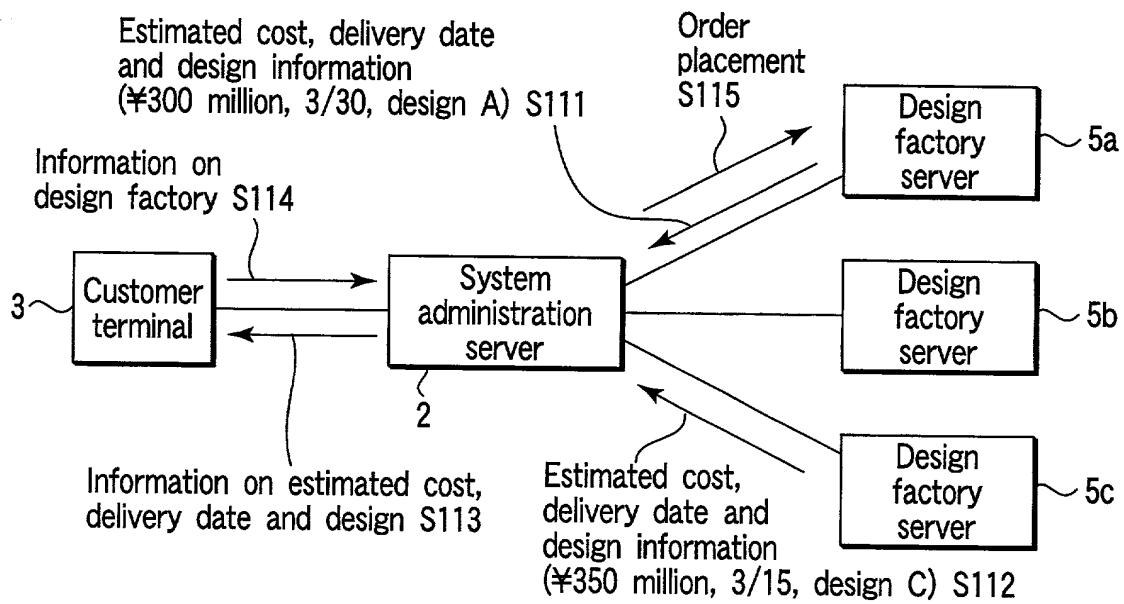 Estimated cost, delivery date
and design information
(¥300 million, 3/30, design A) S111
Order
placement
S115
Design
factory
server
5a
Information on
design factory S114
3
Customer
terminal
System
administration
server
2
Design
factory
server
5b
Information on estimated cost,
delivery date and design S113
Estimated cost,
delivery date and
design information
(¥350 million, 3/15, design C) S112
Design
factory
server
5c